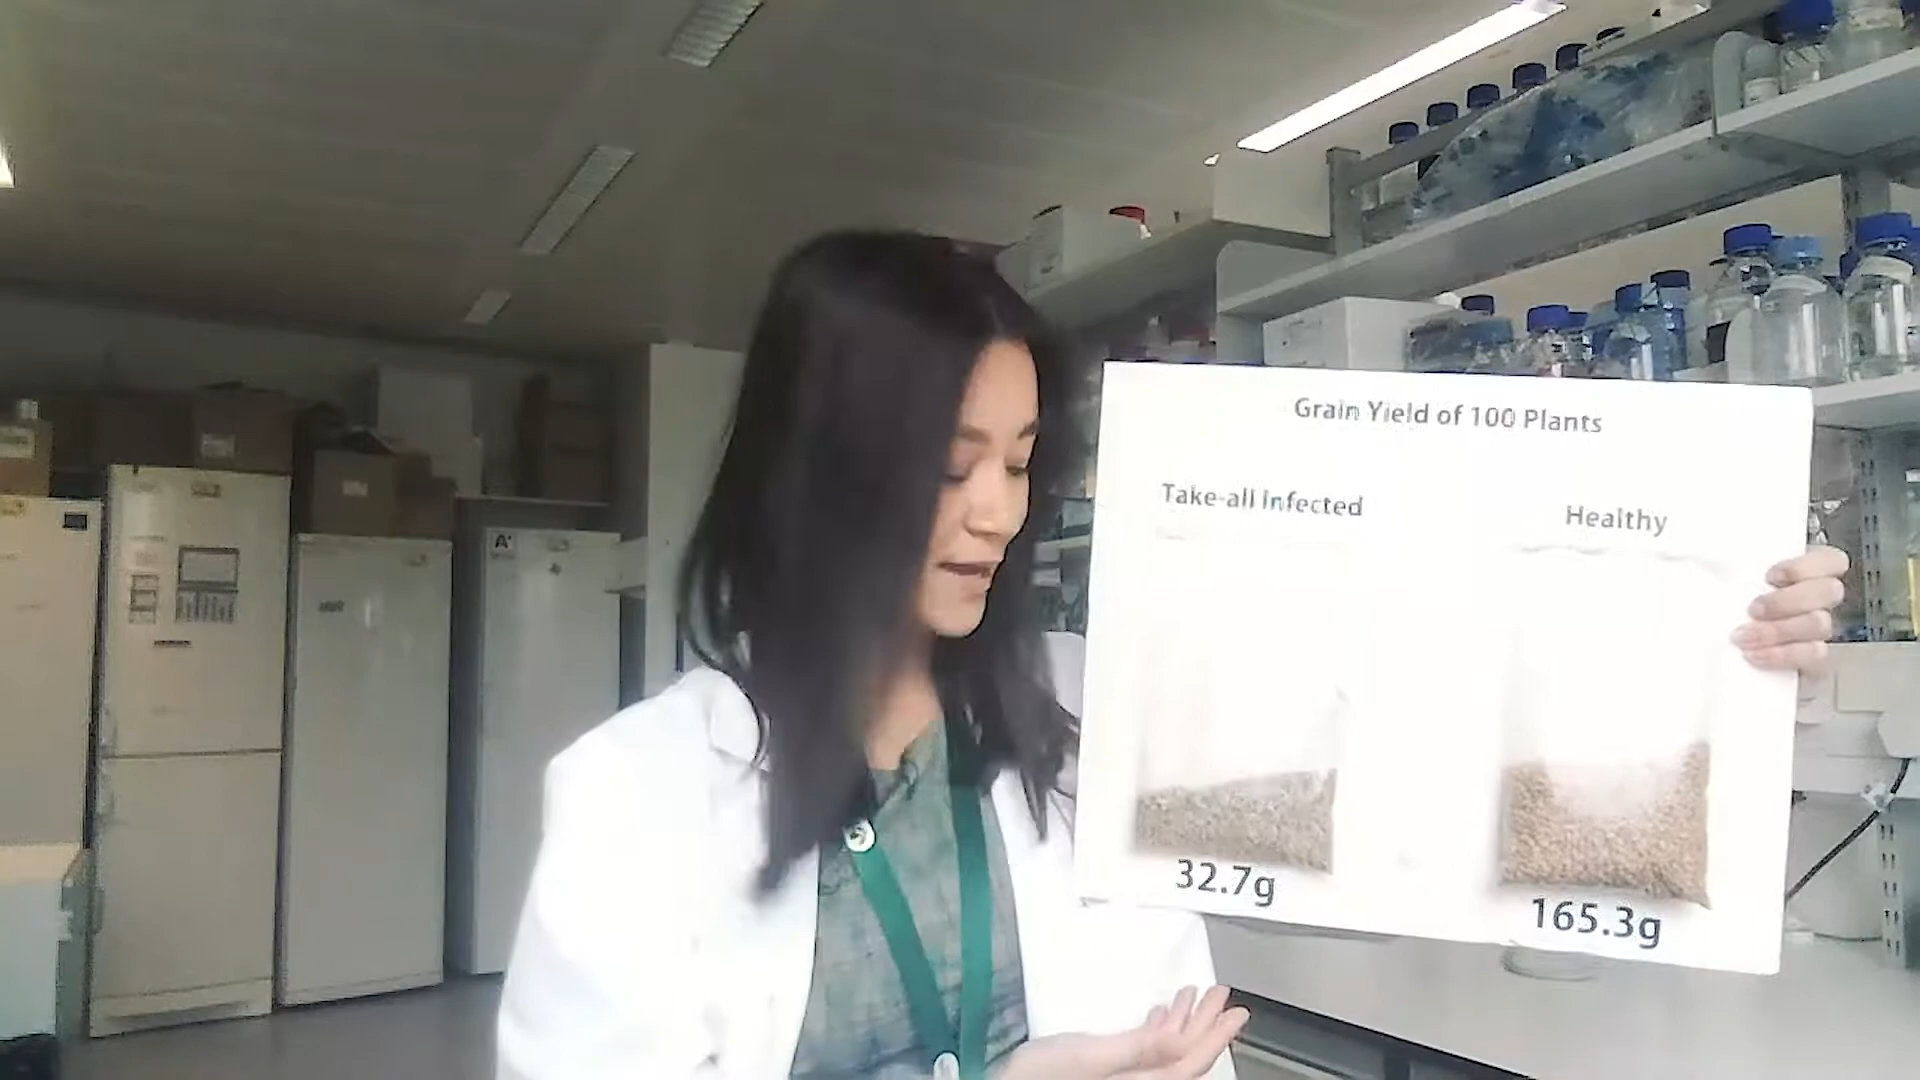 Grain Yield of 100 Plants
Take-all Infected
Healthy
32.7g
165.3g